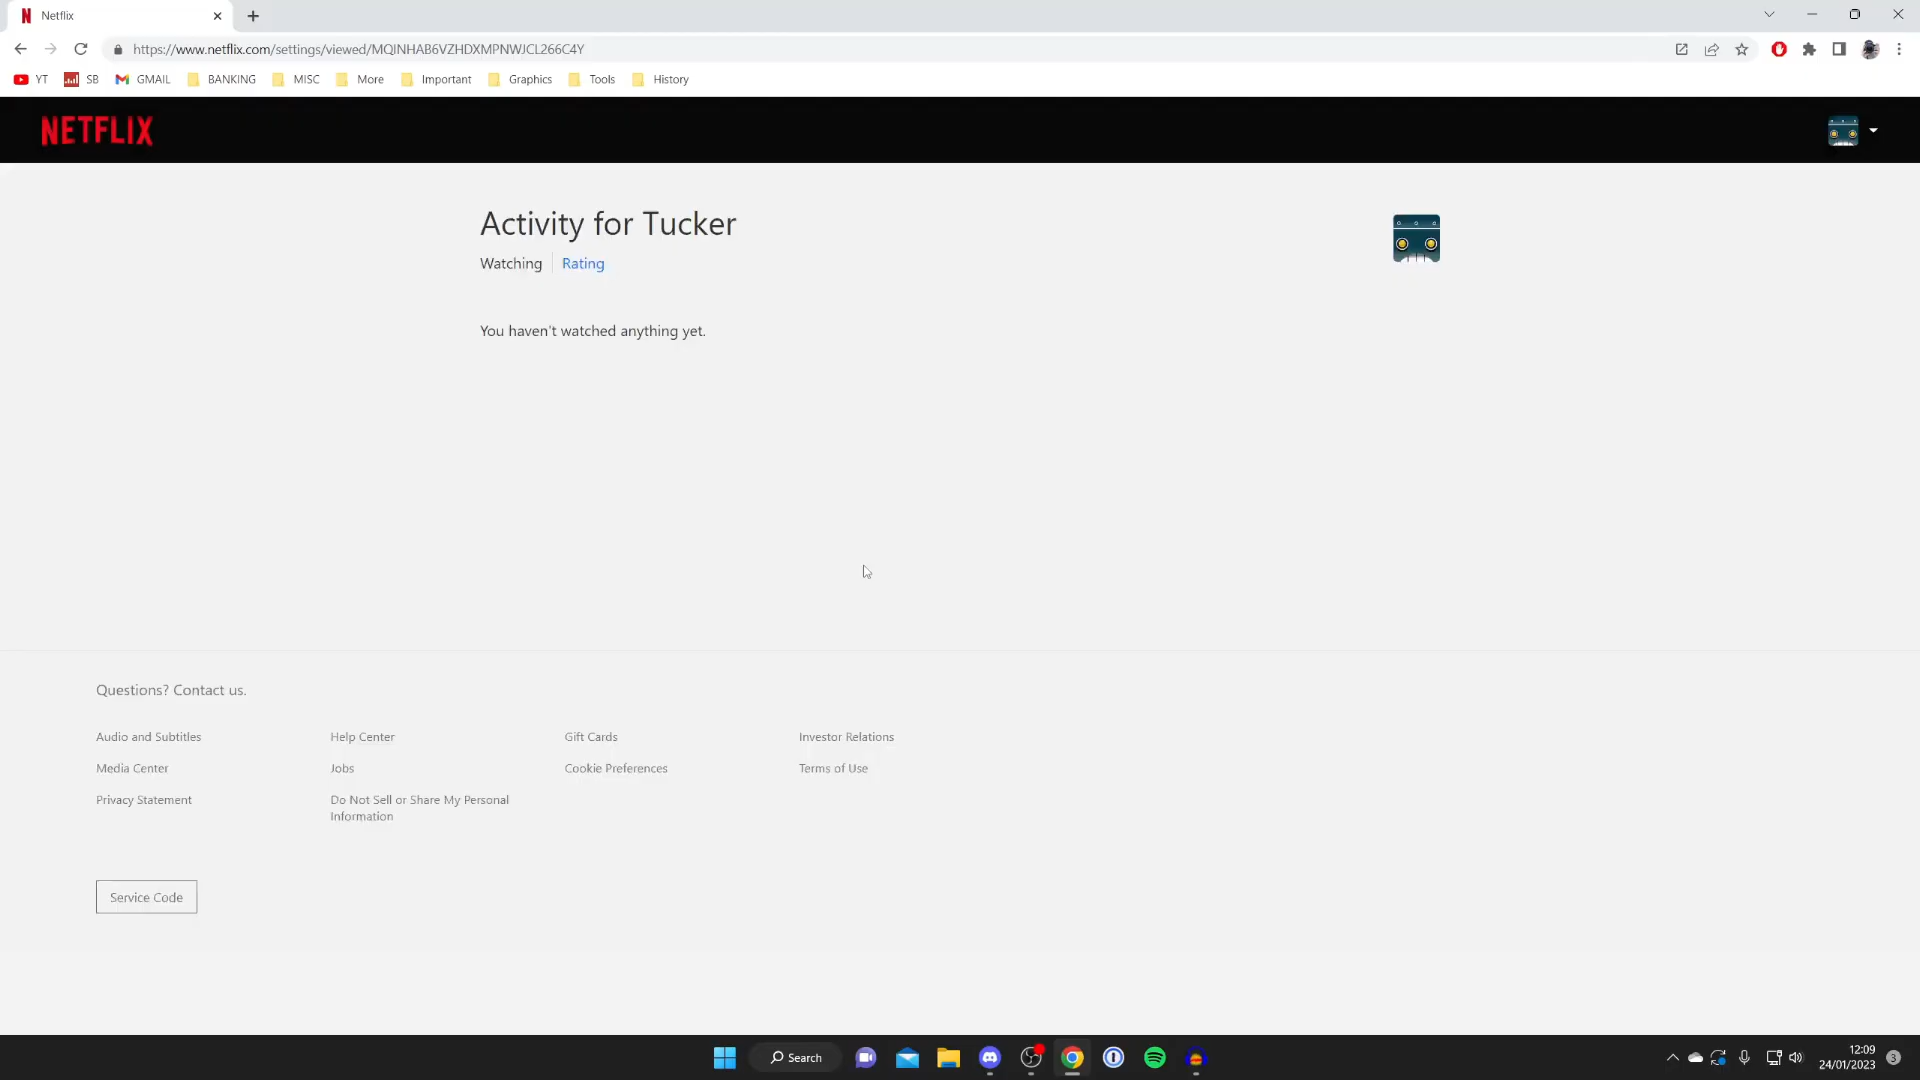 Netflix
https://www.netflix.com/settings/viewed/MQINHAB6VZHDXMPNWJCL266C4Y
YT SB GMAIL BANKING MISC More Important Graphics Tools History
NETFLIX
Activity for Tucker
Watching Rating
You haven't watched anything yet.
Questions? Contact us.
Audio and Subtitles Help Center Gift Cards Investor Relations
Media Center Jobs Cookie Preferences Terms of Use
Privacy Statement Do Not Sell or Share My Personal
Information
Service Code
Search
12:09
24/01/2023
3